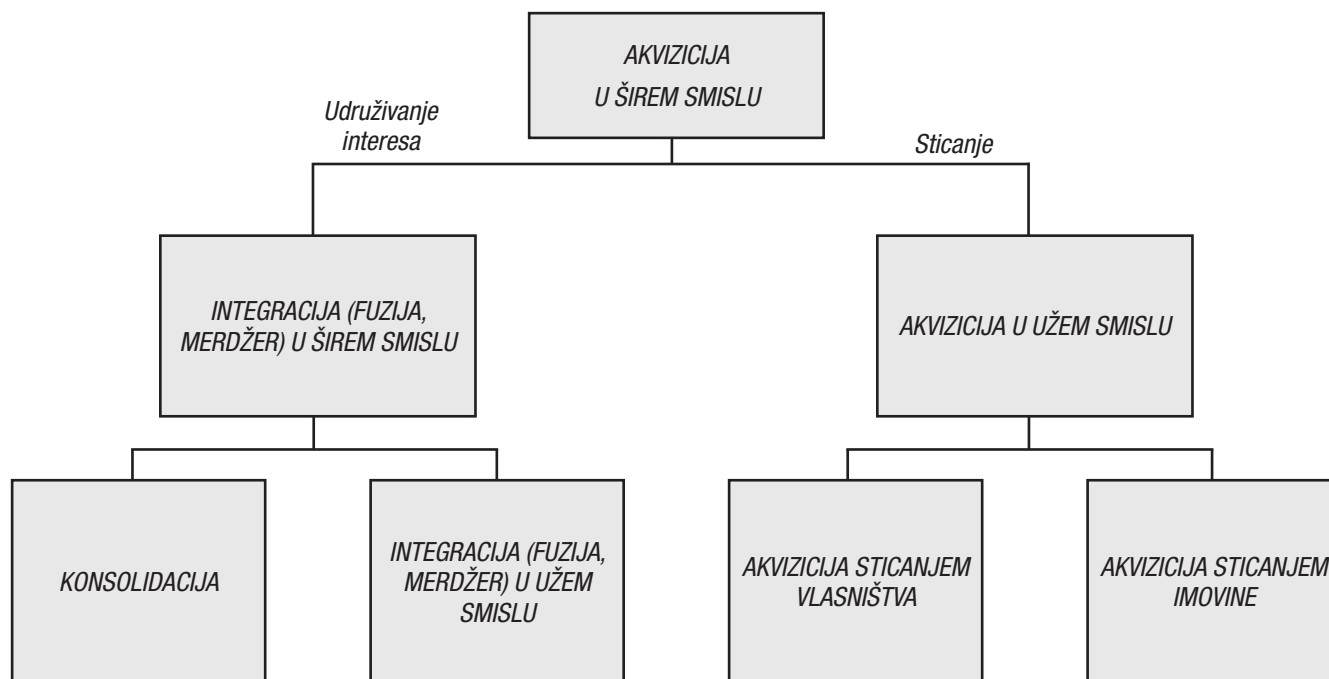 AKVIZICIJA
U ŠIREM SMISLU
Udruživanje
interesa
Sticanje
INTEGRACIJA (FUZIJA,
MERDŽER) U ŠIREM SMISLU
AKVIZICIJA U UŽEM SMISLU
KONSOLIDACIJA
INTEGRACIJA (FUZIJA,
MERDŽER) U UŽEM
SMISLU
AKVIZICIJA STICANJEM
VLASNIŠTVA
AKVIZICIJA STICANJEM
IMOVINE